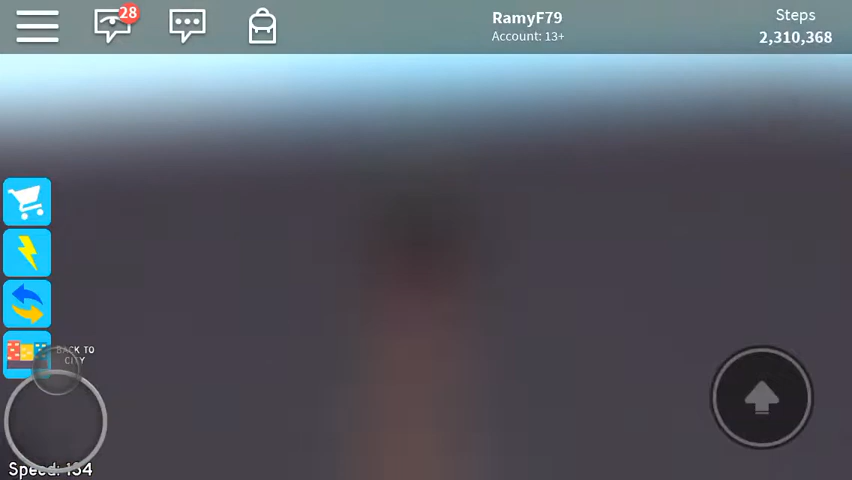 28
RamyF79
Account: 13+
Steps
2,310,368
BACK TO
CITY
Speed: 134